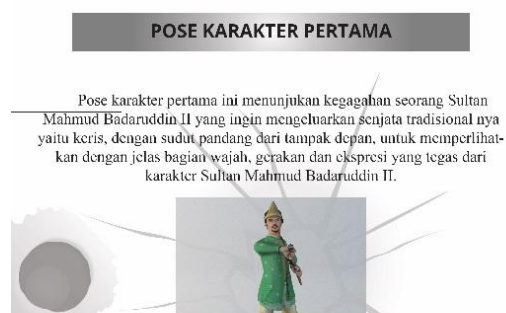 POSE KARAKTER PERTAMA
Pose karakter pertama ini menunjukan kegagahan seorang Sultan
Mahmud Badaruddin II yang ingin mengeluarkan senjata tradisional nya
yaitu keris, dengan sudut pandang dari tampak depan, untuk memperlihat-
kan dengan jelas bagian wajah, gerakan dan ekspresi yang tegas dari
karakter Sultan Mahmud Badaruddin II.